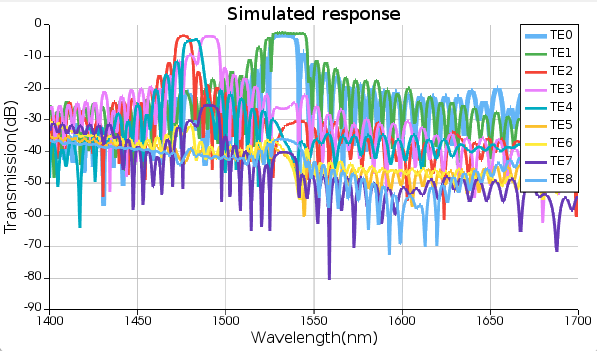 Simulated response
0
-10
-20
-30
-40
-50
-60
-70
-80
-90
Transmission(dB)
1400
1450
1500
1550
1600
1650
1700
Wavelength(nm)
TE0
TE1
TE2
TE3
TE4
TE5
TE6
TE7
TE8